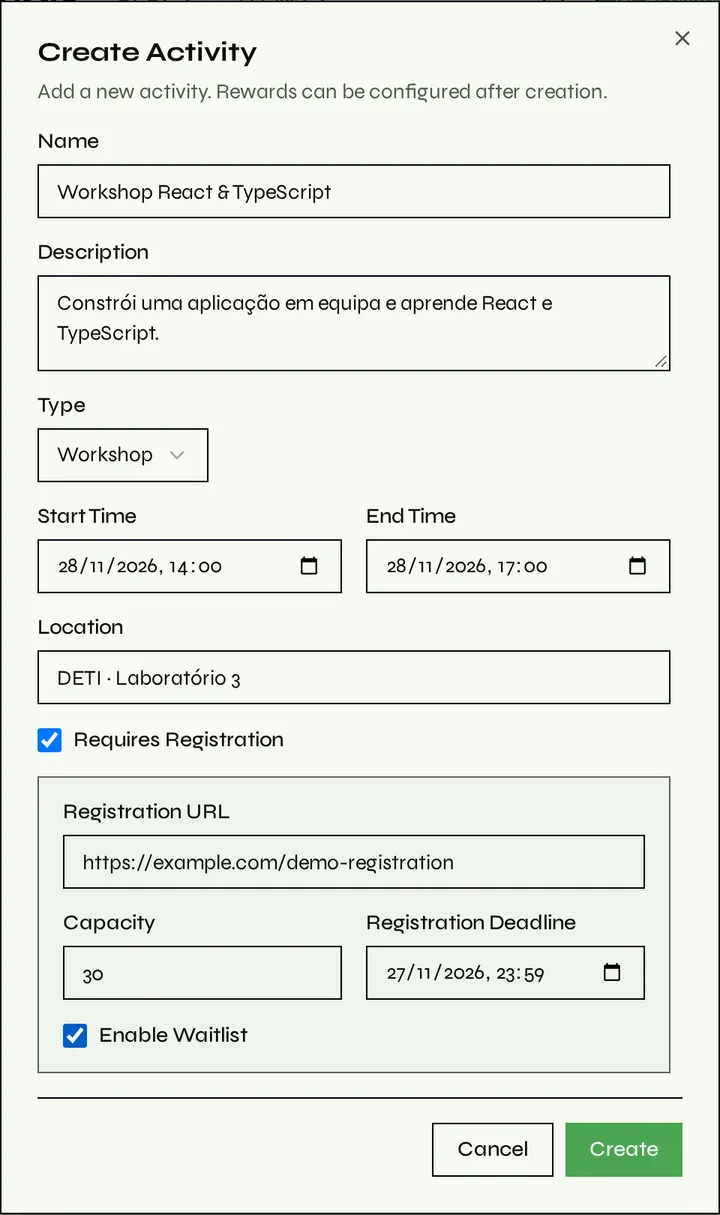 Create Activity
Add a new activity. Rewards can be configured after creation.
Name
Workshop React & TypeScript
Description
Constrói uma aplicação em equipa e aprende React e
TypeScript.
Type
Workshop
Start Time
End Time
28/11/2026, 14:00
28/11/2026, 17:00
Location
DETI · Laboratório 3
Requires Registration
Registration URL
https://example.com/demo-registration
Capacity
Registration Deadline
30
27/11/2026, 23:59
Enable Waitlist
Cancel
Create